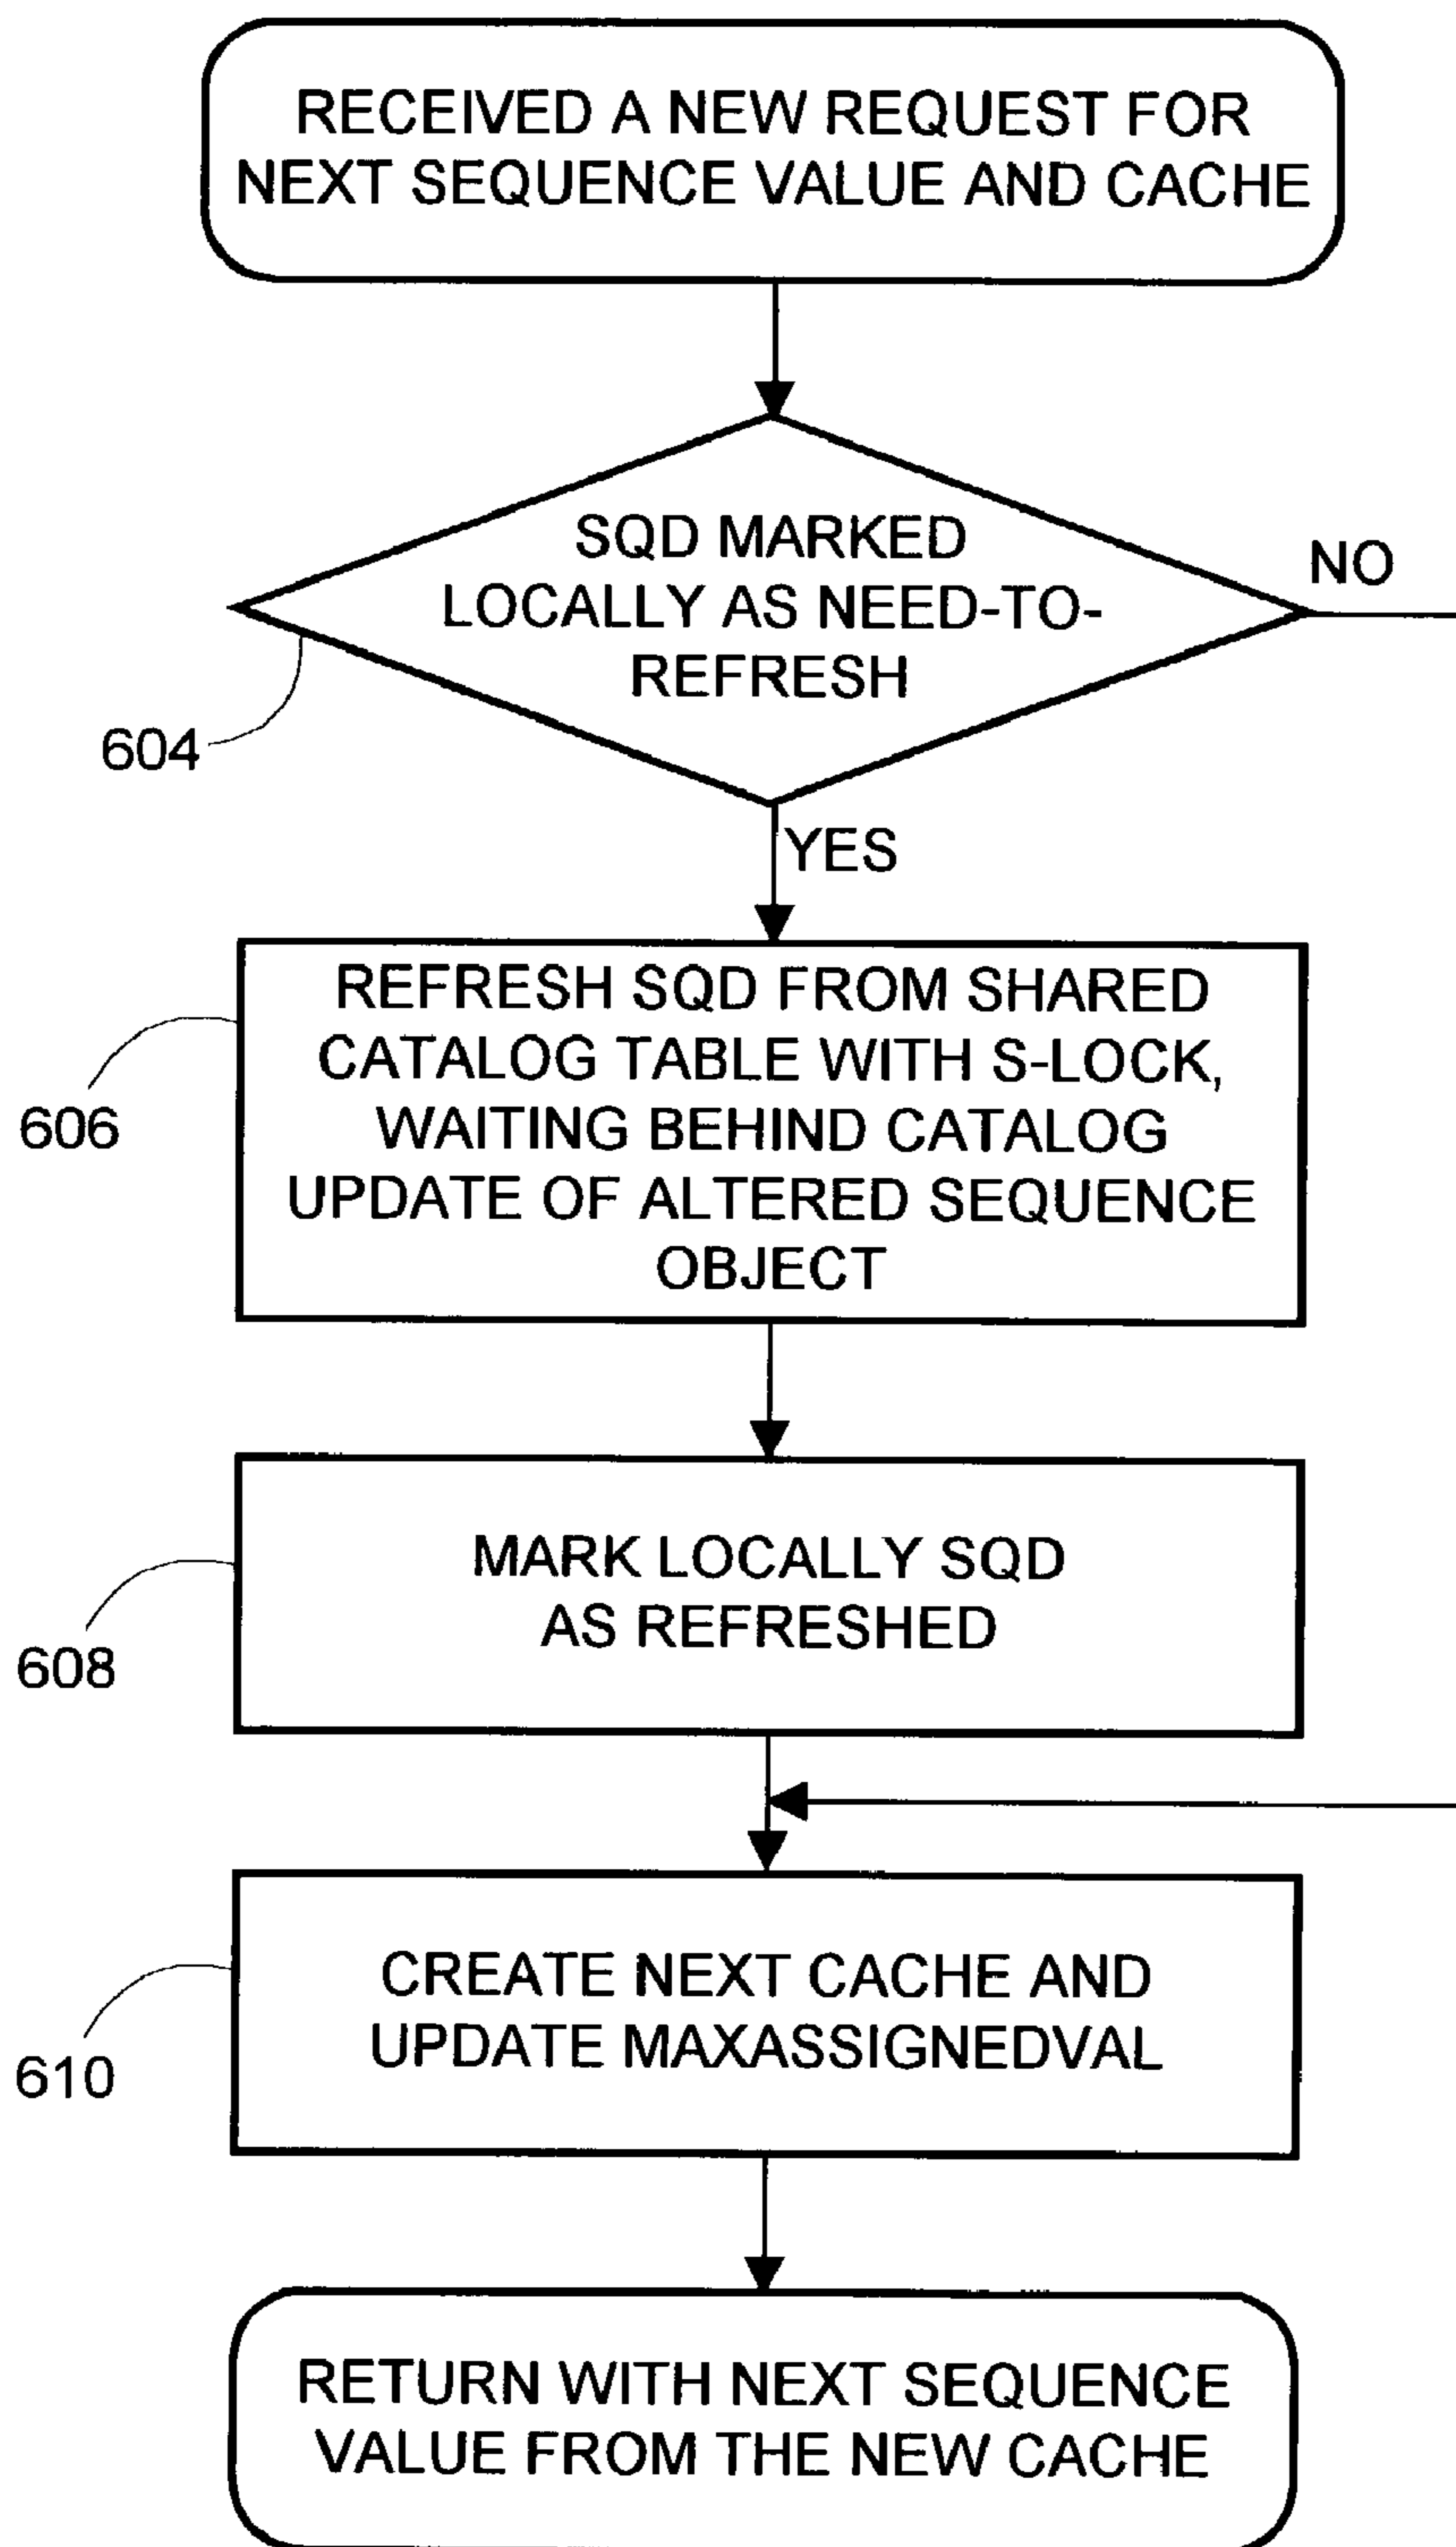 RECEIVED A NEW REQUEST FOR
NEXT SEQUENCE VALUE AND CACHE
SQD MARKED
LOCALLY AS NEED-TO-
REFRESH
NO
604
YES
REFRESH SQD FROM SHARED
CATALOG TABLE WITH S-LOCK,
WAITING BEHIND CATALOG
UPDATE OF ALTERED SEQUENCE
OBJECT
606
MARK LOCALLY SQD
AS REFRESHED
608
CREATE NEXT CACHE AND
UPDATE MAXASSIGNEDVAL
610
RETURN WITH NEXT SEQUENCE
VALUE FROM THE NEW CACHE